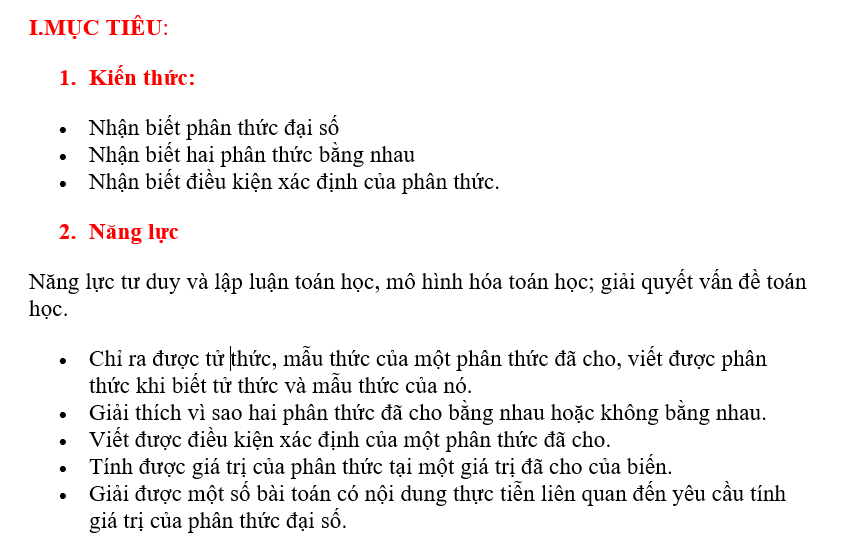 I.MỤC TIÊU:
1. Kiến thức:
• Nhận biết phân thức đại số
• Nhận biết hai phân thức bằng nhau
• Nhận biết điều kiện xác định của phân thức.
2. Năng lực
Năng lực tư duy và lập luận toán học, mô hình hóa toán học; giải quyết vấn đề toán
học.
• Chỉ ra được tử thức, mẫu thức của một phân thức đã cho, viết được phân
thức khi biết tử thức và mẫu thức của nó.
• Giải thích vì sao hai phân thức đã cho bằng nhau hoặc không bằng nhau.
• Viết được điều kiện xác định của một phân thức đã cho.
• Tính được giá trị của phân thức tại một giá trị đã cho của biến.
• Giải được một số bài toán có nội dung thực tiễn liên quan đến yêu cầu tính
giá trị của phân thức đại số.